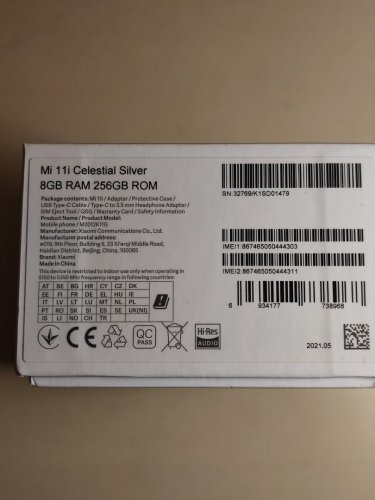 Mi 11i Celestial Silver
8GB RAM 256GB ROM
Package contents: Mi 11i / Adapter / Protective Case /
USB Type-C Cable / Type-C to 3.5 mm Headphone Adapter /
SIM Eject Tool / QSG / Warranty Card / Safety Information
Product Name / Product Model:
Mobile phone / M2012K11G
Manufacturer: Xiaomi Communications Co., Ltd.
Manufacturer postal address:
#019, 9th Floor, Building 6, 33 Xi'erqi Middle Road,
Haidian District, Beijing, China, 100085
Brand: Xiaomi
Made in China
This device is restricted to indoor use only when operating in
5150 to 5350 MHz frequency range in following countries:
AT BE BG HR CY CZ DK
EE FI FR DE EL HU IE
IT LV LT LU MT NL PL
PT RO SK SI ES SE UK(NI)
IS LI NO CH TR
CE
QC
PASS
Hi-Res
AUDIO
SN:32769/K1SD01479
IMEI1:867465050444303
IMEI2:867465050444311
6 934177 738968
2021.05